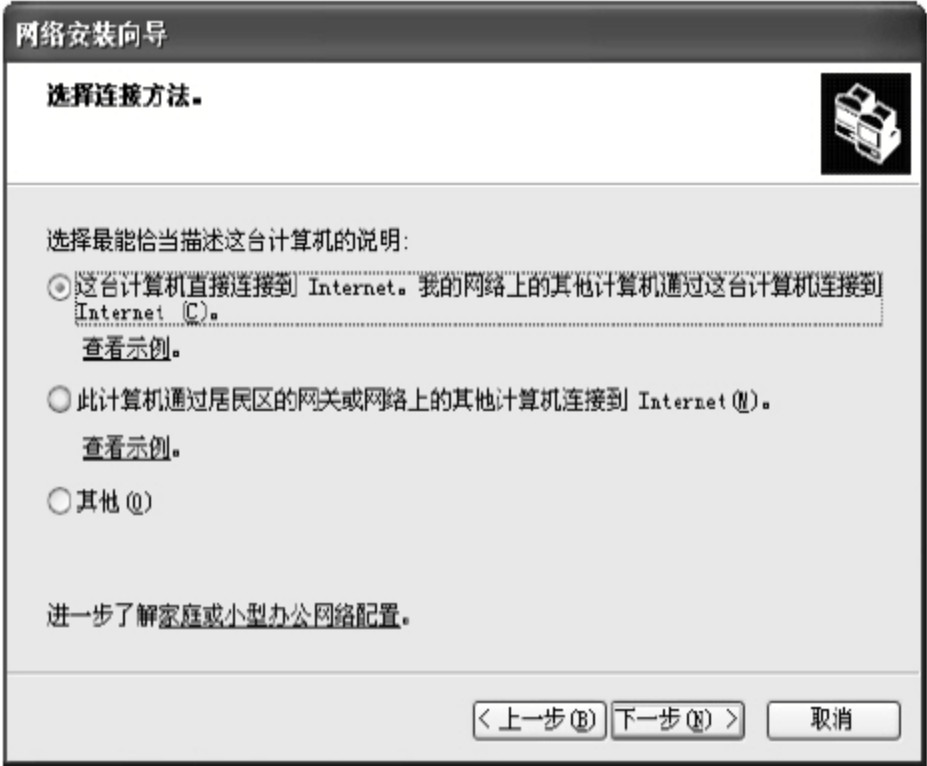 网络安装向导
选择连接方法。
选择最能恰当描述这台计算机的说明:
这台计算机直接连接到 Internet。我的网络上的其他计算机通过这台计算机连接到
Internet (C)。
查看示例。
此计算机通过居民区的网关或网络上的其他计算机连接到 Internet(N)。
查看示例。
其他(O)
进一步了解家庭或小型办公网络配置。
< 上一步(B) 下一步(N) > 取消